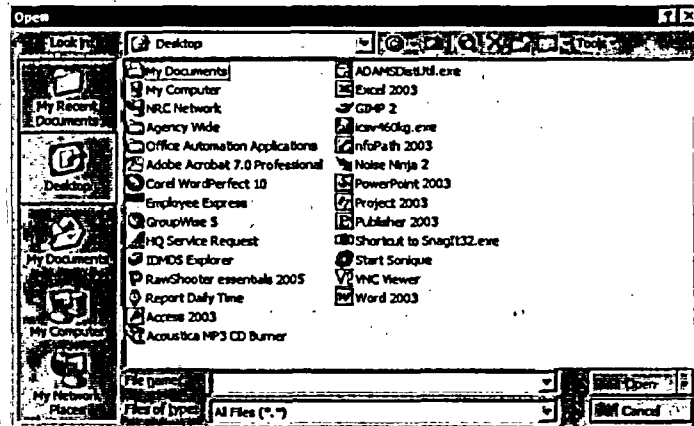 Open
Look in:
Desktop
Tools
My Recent
Documents
Desktop
My Documents
My Computer
My Network
Places
My Documents
My Computer
NRC Network
Agency Wide
Office Automation Applications
Adobe Acrobat 7.0 Professional
Corel WordPerfect 10
Employee Express
GroupWise 5
HQ Service Request
IDMDS Explorer
RawShooter essentials 2005
Report Daily Time
Access 2003
Acoustica MP3 CD Burner
ADAMSDistUtil.exe
Excel 2003
GIMP 2
icsv460kg.exe
nfoPath 2003
Noise Ninja 2
PowerPoint 2003
Project 2003
Publisher 2003
Shortcut to SnagIt32.exe
Start Sonique
VNC Viewer
Word 2003
File name:
Files of type:
All Files (*.*)
Open
Cancel